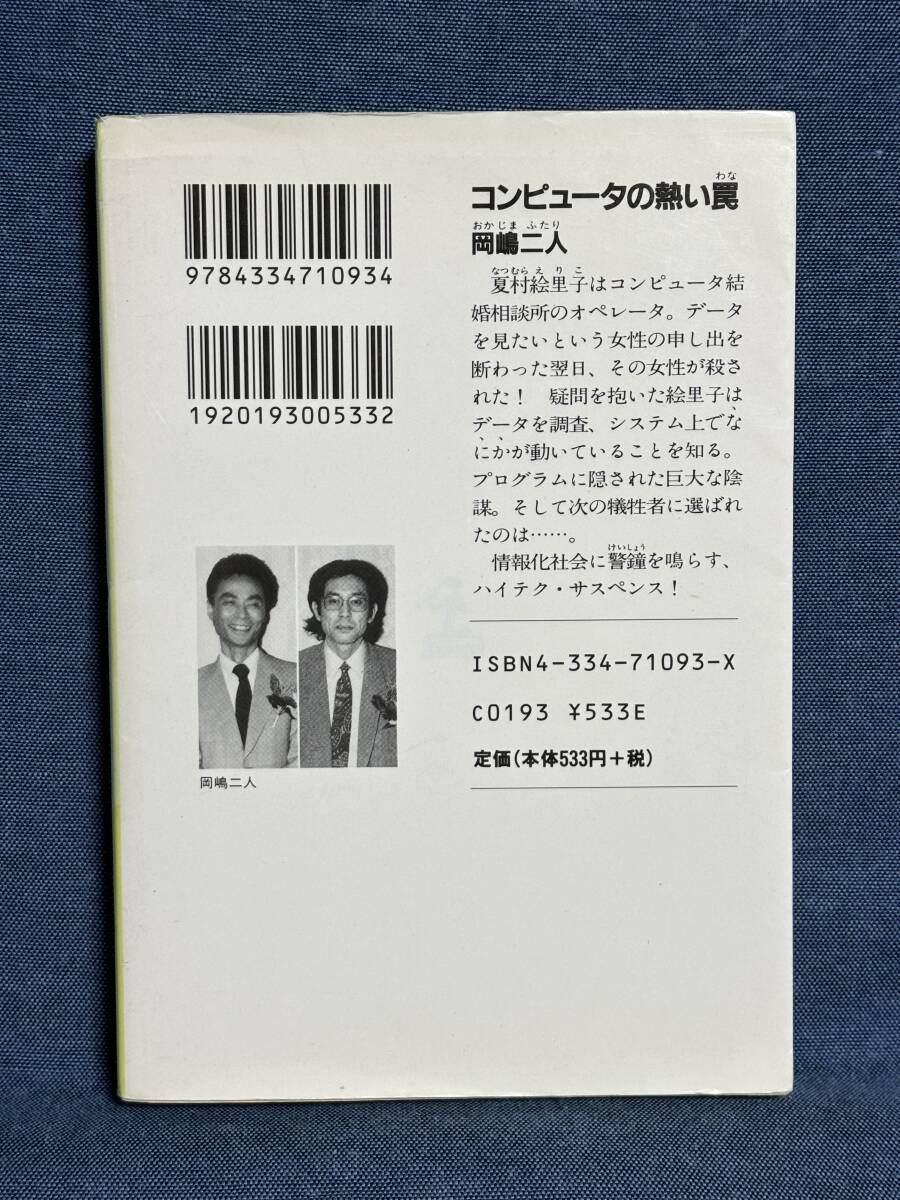 9784334710934
1920193005332
岡嶋二人
わな
コンピュータの熱い罠
おかじま ふたり
岡嶋二人
なつむら え り こ
夏村絵里子はコンピュータ結
婚相談所のオペレータ。データ
を見たいという女性の申し出を
断わった翌日、その女性が殺さ
れた! 疑問を抱いた絵里子は
データを調査、システム上でな
にかが動いていることを知る。
プログラムに隠された巨大な陰
謀。そして次の犠牲者に選ばれ
たのは……。
けいしょう
情報化社会に警鐘を鳴らす、
ハイテク・サスペンス!
ISBN4-334-71093-X
C0193 ¥533E
定価(本体533円+税)